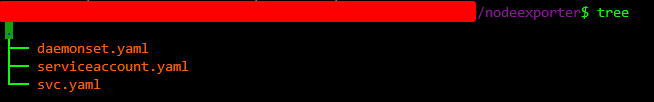 /nodeexporter$ tree
.
├── daemonset.yaml
├── serviceaccount.yaml
└── svc.yaml